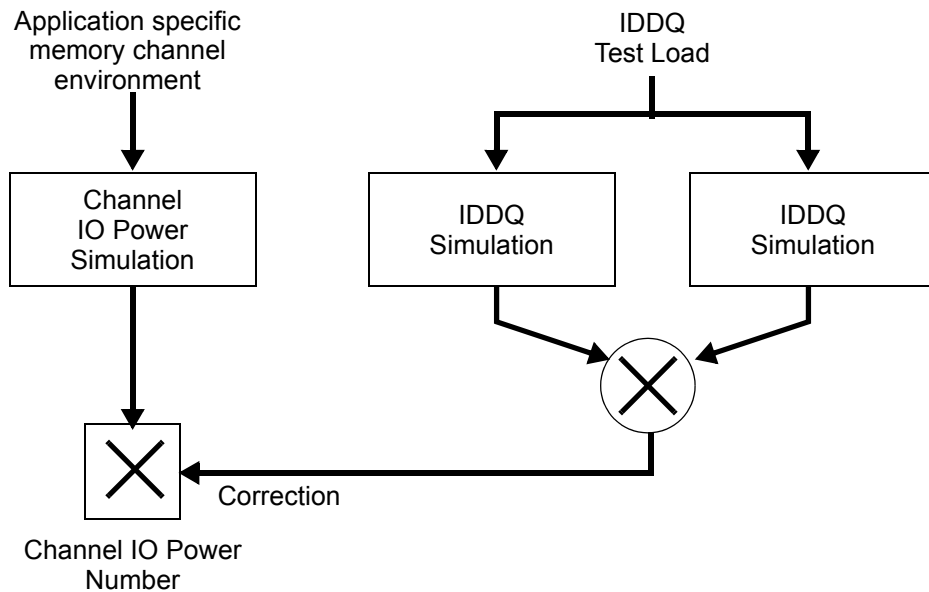 Application specific
memory channel
environment
IDDQ
Test Load
Channel
IO Power
Simulation
IDDQ
Simulation
IDDQ
Simulation
Correction
Channel IO Power
Number